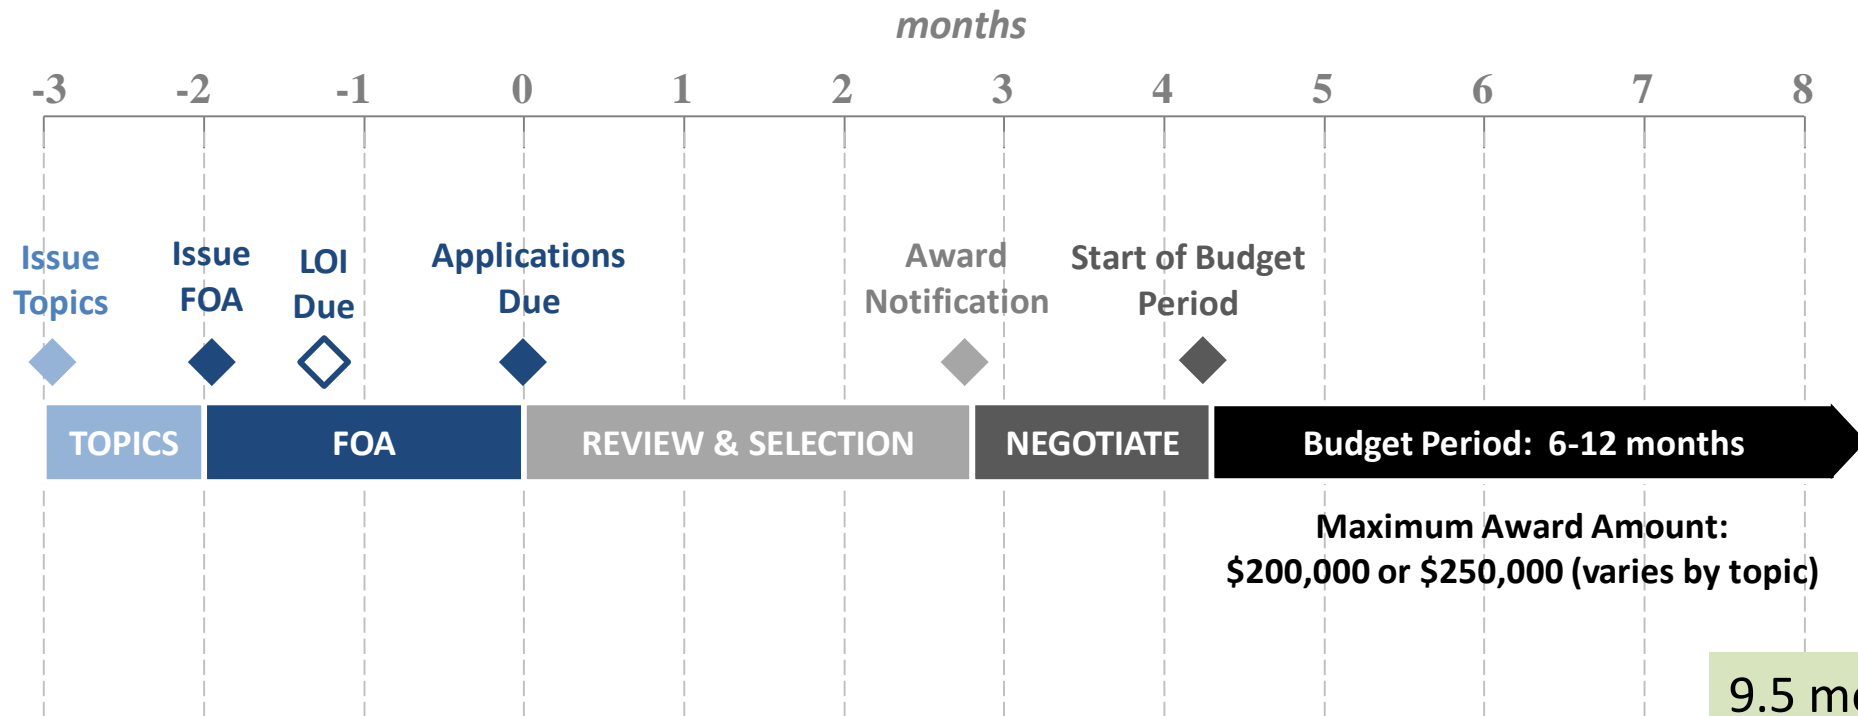 months
-3 -2 -1 0 1 2 3 4 5 6 7 8
Issue
Topics
Issue
FOA
LOI
Due
Applications
Due
Award
Notification
Start of Budget
Period
TOPICS
FOA
REVIEW & SELECTION
NEGOTIATE
Budget Period: 6-12 months
Maximum Award Amount:
$200,000 or $250,000 (varies by topic)
9.5